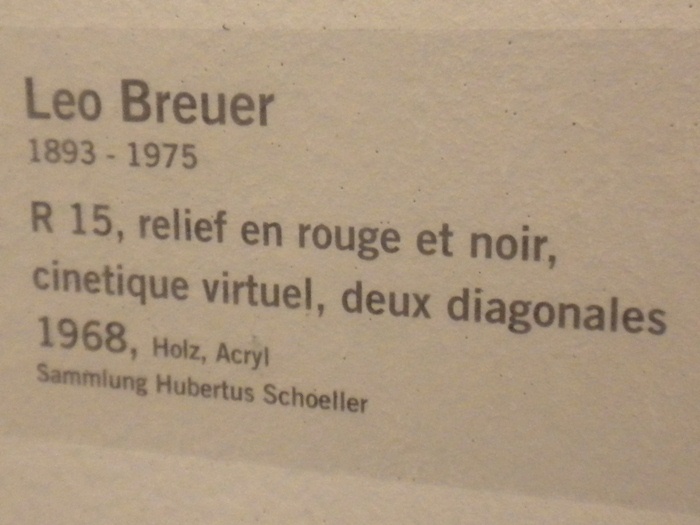 Leo Breuer
1893 - 1975
R 15, relief en rouge et noir,
cinetique virtuel, deux diagonales
1968, Holz, Acryl
Sammlung Hubertus Schoeller